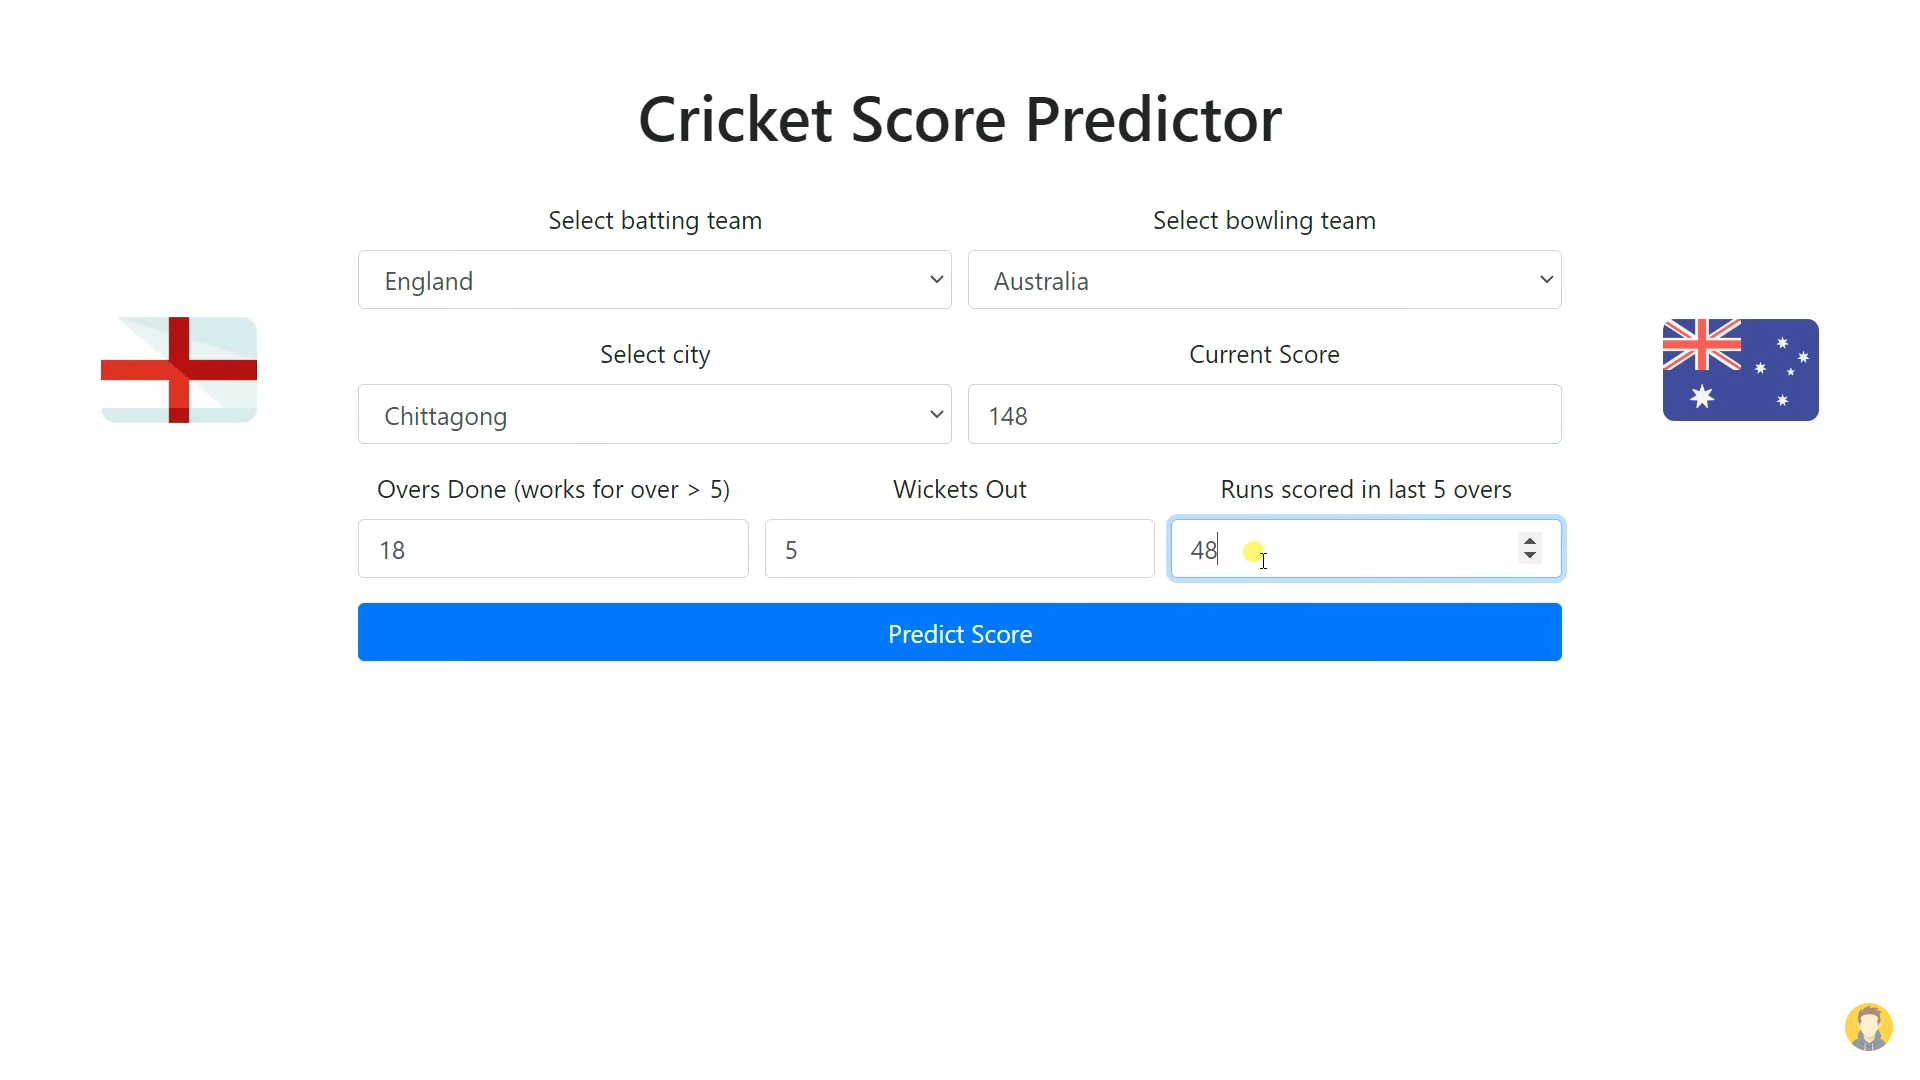 Cricket Score Predictor
Select batting team
Select bowling team
England
Australia
Select city
Current Score
Chittagong
148
Overs Done (works for over > 5)
Wickets Out
Runs scored in last 5 overs
18
5
48
Predict Score